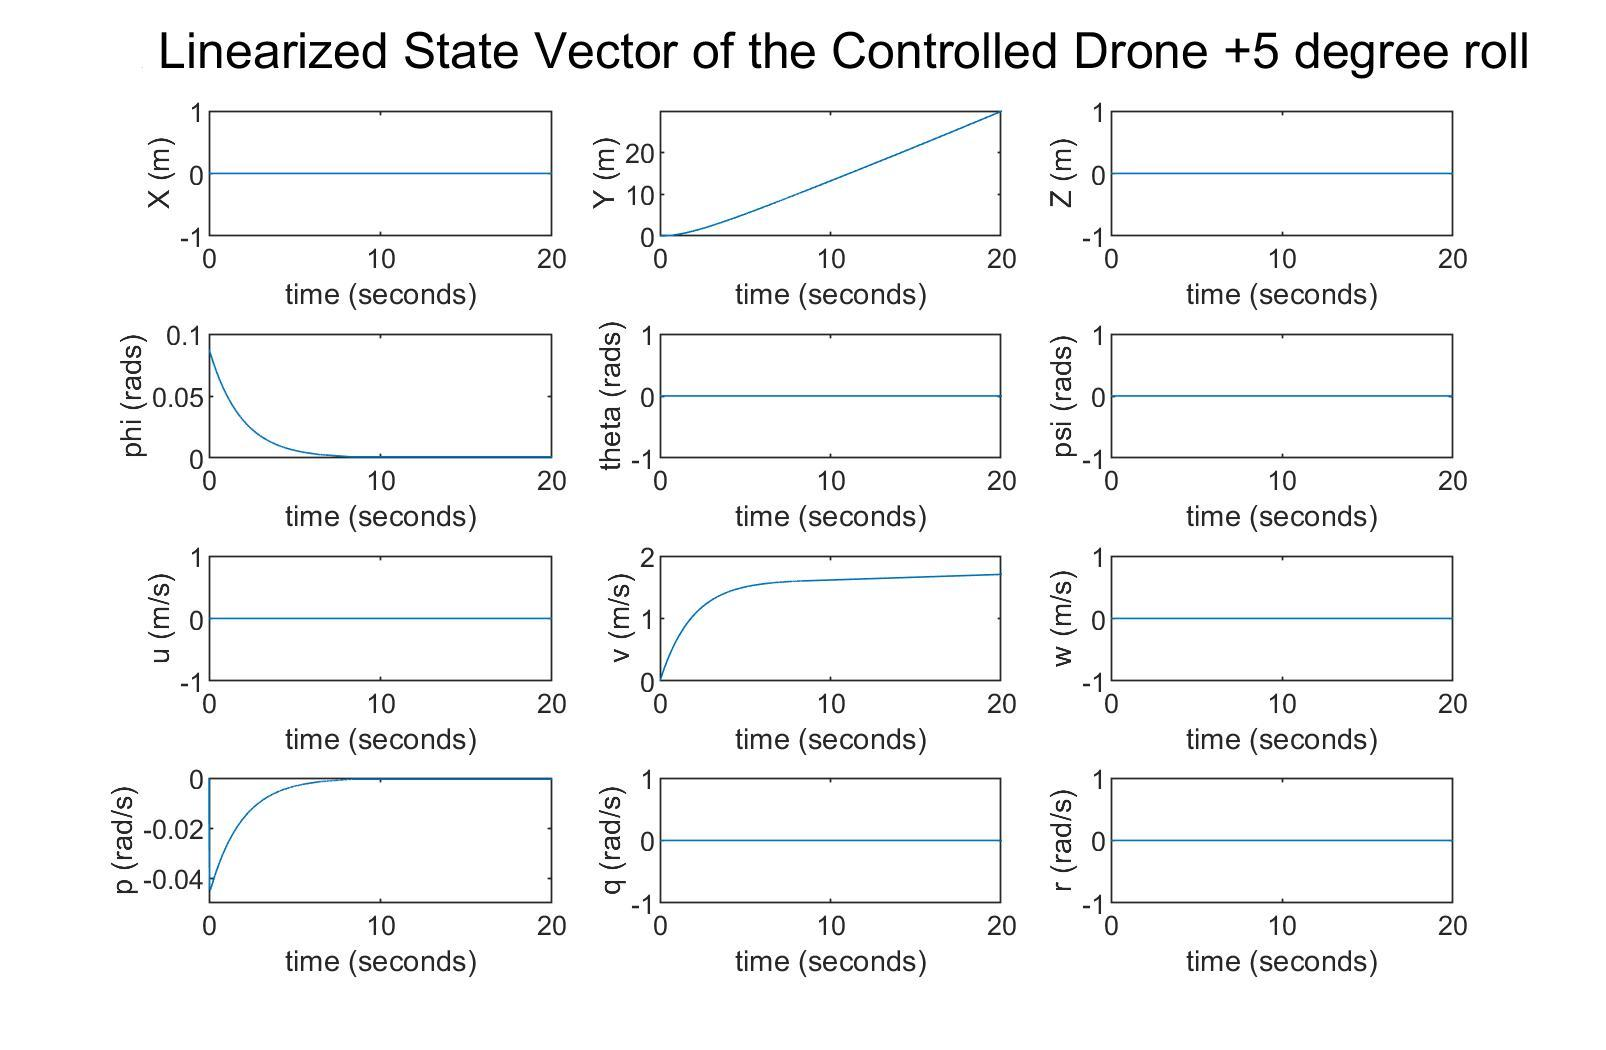 Linearized State Vector of the Controlled Drone +5 degree roll
1
0
-1
X (m)
0 10 20
time (seconds)
20
10
0
Y (m)
0 10 20
time (seconds)
1
0
-1
Z (m)
0 10 20
time (seconds)
0.1
0.05
0
phi (rads)
0 10 20
time (seconds)
1
0
-1
theta (rads)
0 10 20
time (seconds)
1
0
-1
psi (rads)
0 10 20
time (seconds)
1
0
-1
u (m/s)
0 10 20
time (seconds)
2
1
0
v (m/s)
0 10 20
time (seconds)
1
0
-1
w (m/s)
0 10 20
time (seconds)
0
-0.02
-0.04
p (rad/s)
0 10 20
time (seconds)
1
0
-1
q (rad/s)
0 10 20
time (seconds)
1
0
-1
r (rad/s)
0 10 20
time (seconds)